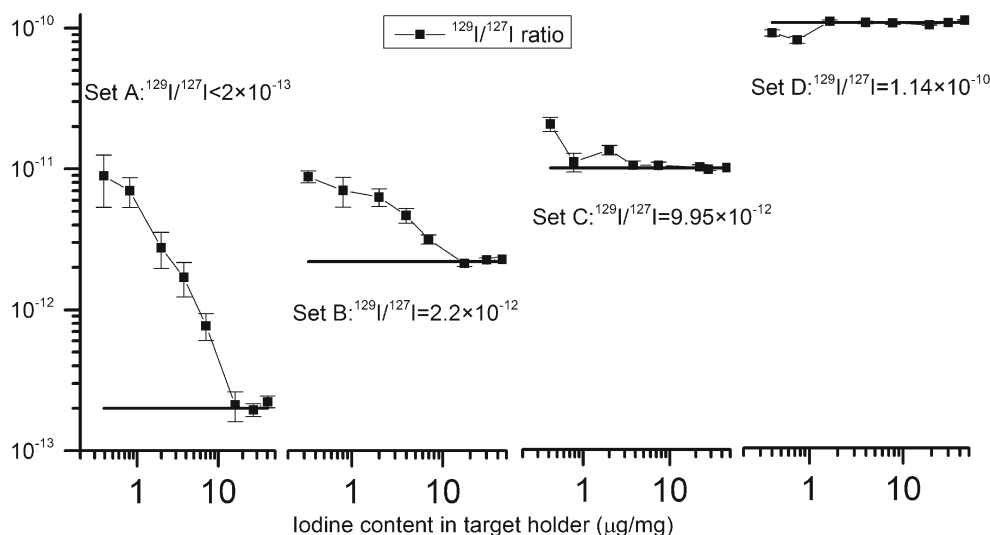 10⁻¹⁰
¹²⁹I/¹²⁷I ratio
Set A:¹²⁹I/¹²⁷I<2×10⁻¹³
Set D:¹²⁹I/¹²⁷I=1.14×10⁻¹⁰
10⁻¹¹
Set C:¹²⁹I/¹²⁷I=9.95×10⁻¹²
10⁻¹²
Set B:¹²⁹I/¹²⁷I=2.2×10⁻¹²
10⁻¹³
1 10 1 10 1 10 1 10
Iodine content in target holder (μg/mg)